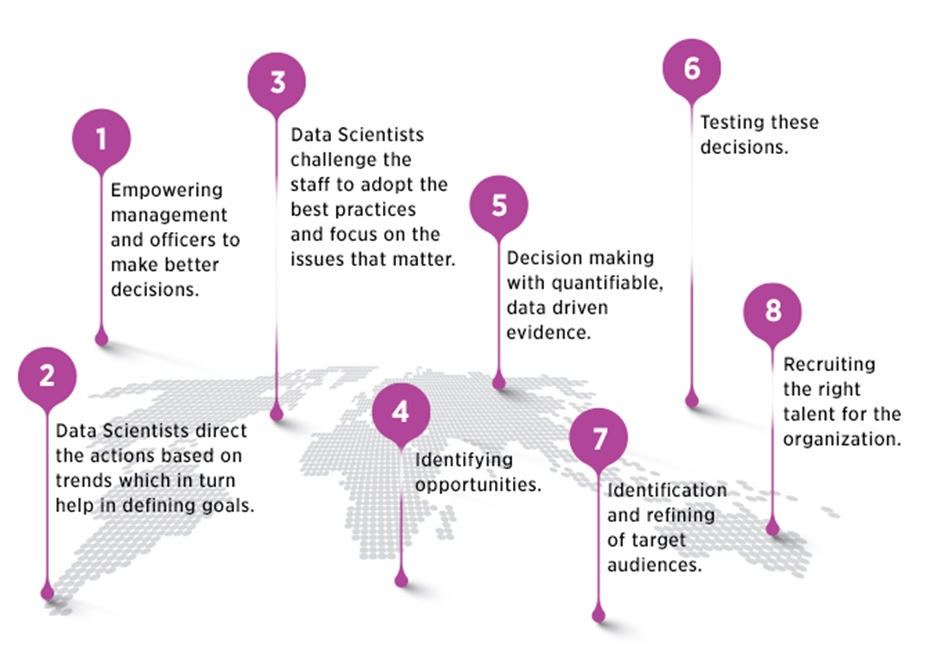 1
Empowering
management
and officers to
make better
decisions.
2
Data Scientists direct
the actions based on
trends which in turn
help in defining goals.
3
Data Scientists
challenge the
staff to adopt the
best practices
and focus on the
issues that matter.
4
Identifying
opportunities.
5
Decision making
with quantifiable,
data driven
evidence.
6
Testing these
decisions.
7
Identification
and refining
of target
audiences.
8
Recruiting
the right
talent for the
organization.